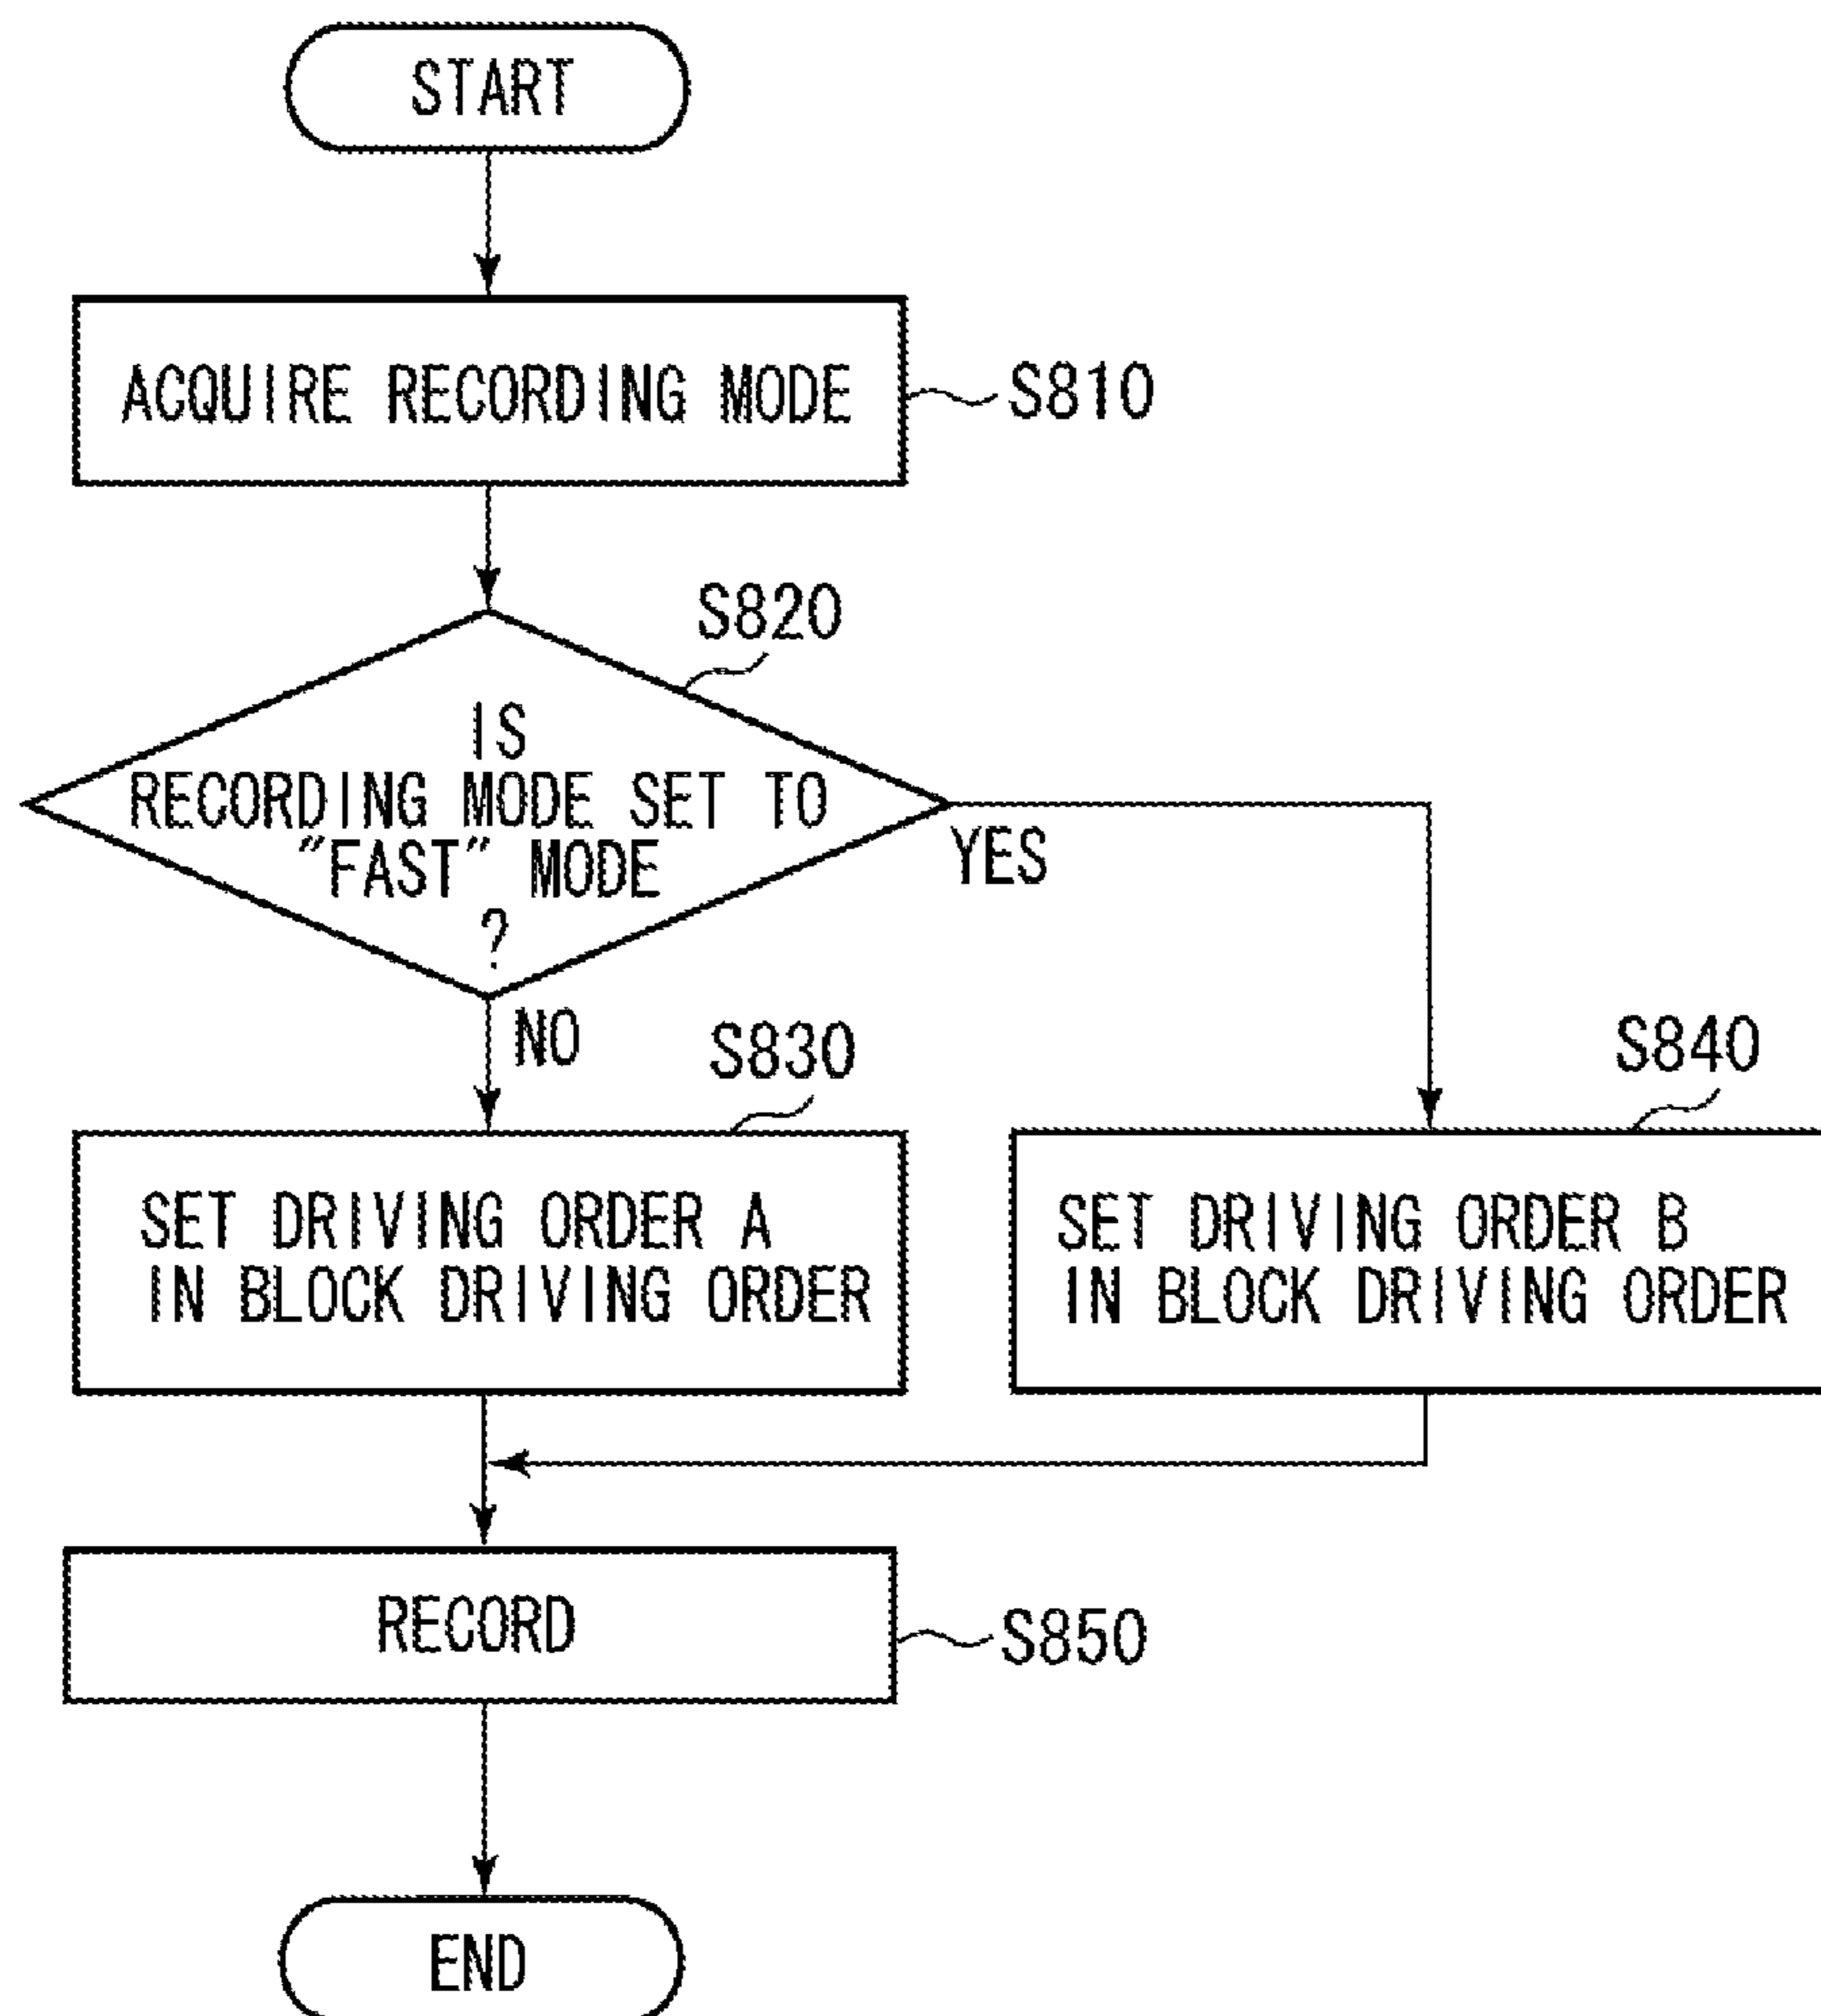 START
ACQUIRE RECORDING MODE
S810
S820
IS
RECORDING MODE SET TO
"FAST" MODE
?
YES
NO
S830
S840
SET DRIVING ORDER A
IN BLOCK DRIVING ORDER
SET DRIVING ORDER B
IN BLOCK DRIVING ORDER
RECORD
S850
END